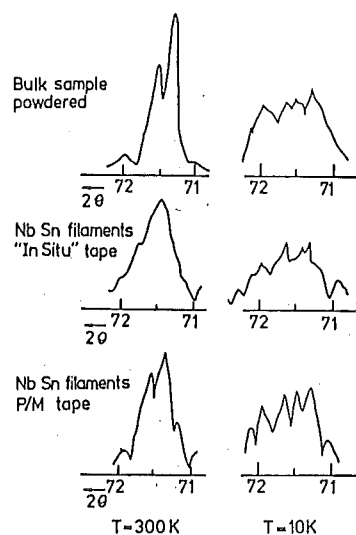 Bulk sample
powdered
72 71 72 71
2θ
Nb Sn filaments
"In Situ" tape
72 71 72 71
2θ
Nb Sn filaments
P/M tape
72 71 72 71
2θ
T=300K T=10K